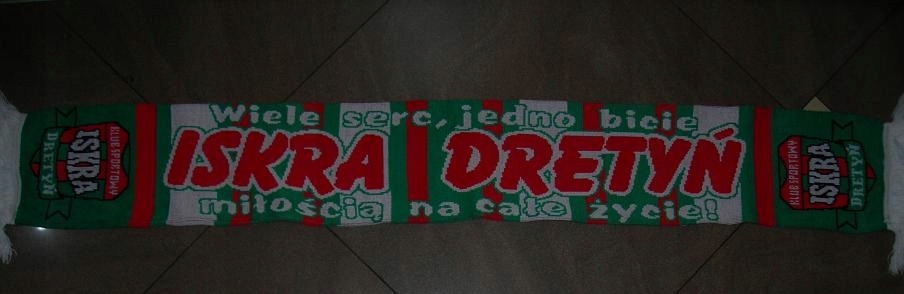 Wiele serc, jedno bicie
ISKRA DRETYŃ
miłością na całe życie!
KLUB SPORTOWY
ISKRA
DRETYŃ
KLUB SPORTOWY
ISKRA
DRETYŃ